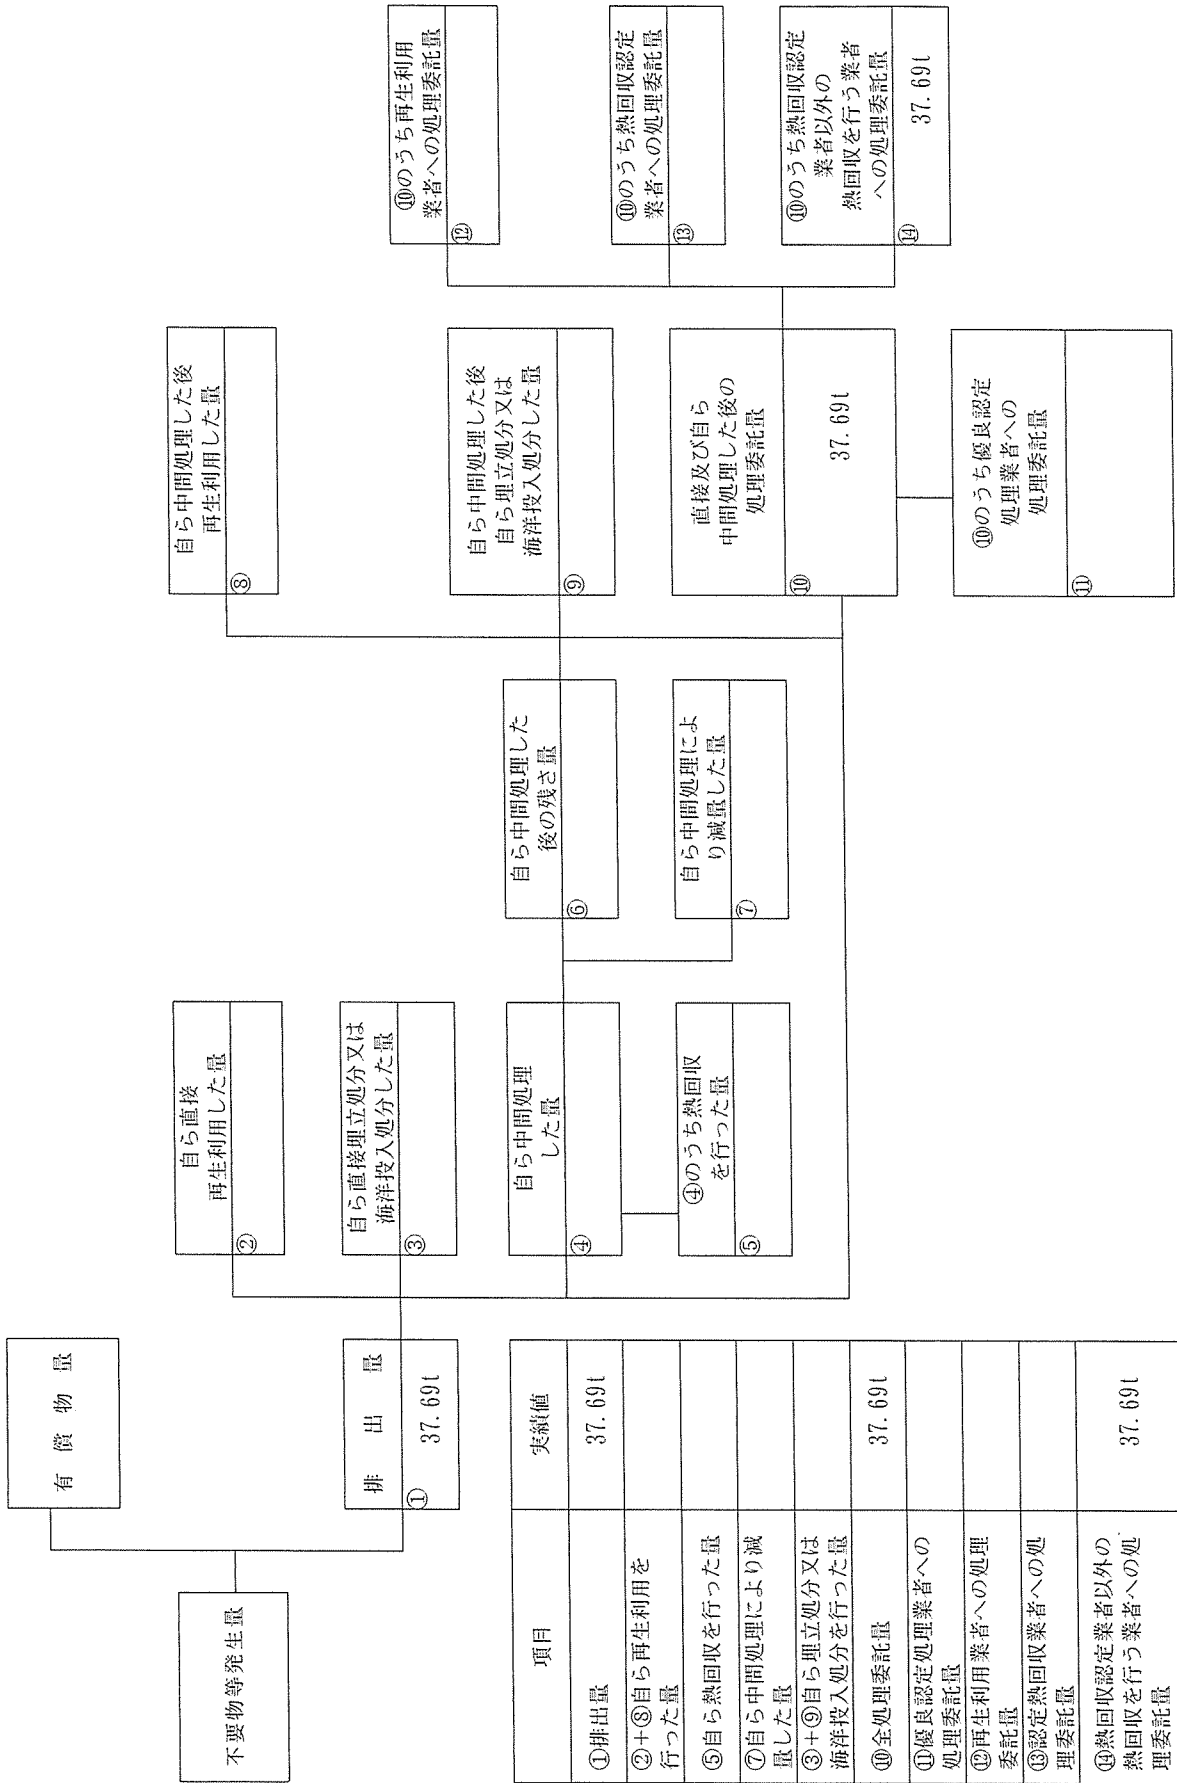 不要物等発生量
有償物量
排出量
①
37.69t
自ら直接
再生利用した量
②
自ら直接埋立処分又は
海洋投入処分した量
③
自ら中間処理
した量
④
④のうち熱回収
を行った量
⑤
自ら中間処理した
後の残さ量
⑥
自ら中間処理によ
り減量した量
⑦
自ら中間処理した後
再生利用した量
⑧
自ら中間処理した後
自ら埋立処分又は
海洋投入処分した量
⑨
直接及び自ら
中間処理した後の
処理委託量
⑩
37.69t
⑩のうち優良認定
処理業者への
処理委託量
⑪
⑩のうち再生利用
業者への処理委託量
⑫
⑩のうち熱回収認定
業者への処理委託量
⑬
⑩のうち熱回収認定
業者以外の
熱回収を行う業者
への処理委託量
⑭
37.69t
項目
実績値
①排出量
37.69t
②+⑧自ら再生利用を
行った量
⑤自ら熱回収を行った量
⑦自ら中間処理により減
量した量
③+⑨自ら埋立処分又は
海洋投入処分を行った量
⑩全処理委託量
37.69t
⑪優良認定処理業者への
処理委託量
⑫再生利用業者への処理
委託量
⑬認定熱回収業者への処
理委託量
⑭熱回収認定業者以外の
熱回収を行う業者への処
理委託量
37.69t